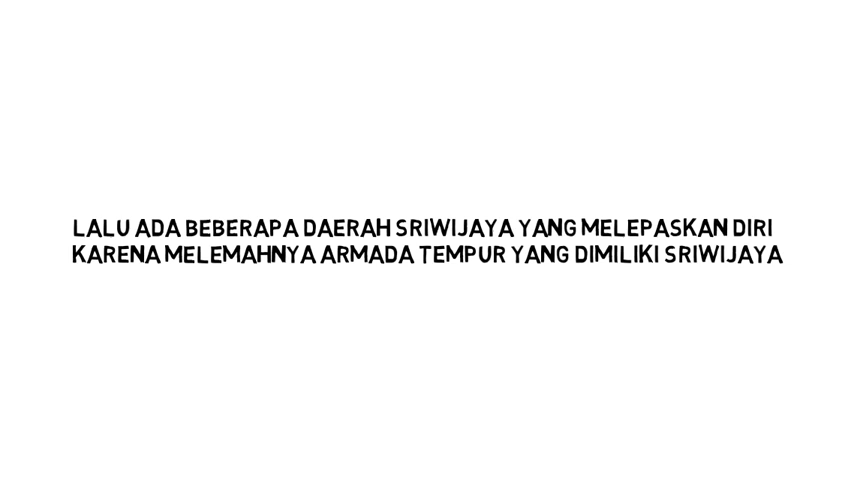 LALU ADA BEBERAPA DAERAH SRIWIJAYA YANG MELEPASKAN DIRI
KARENA MELEMAHNYA ARMADA TEMPUR YANG DIMILIKI SRIWIJAYA